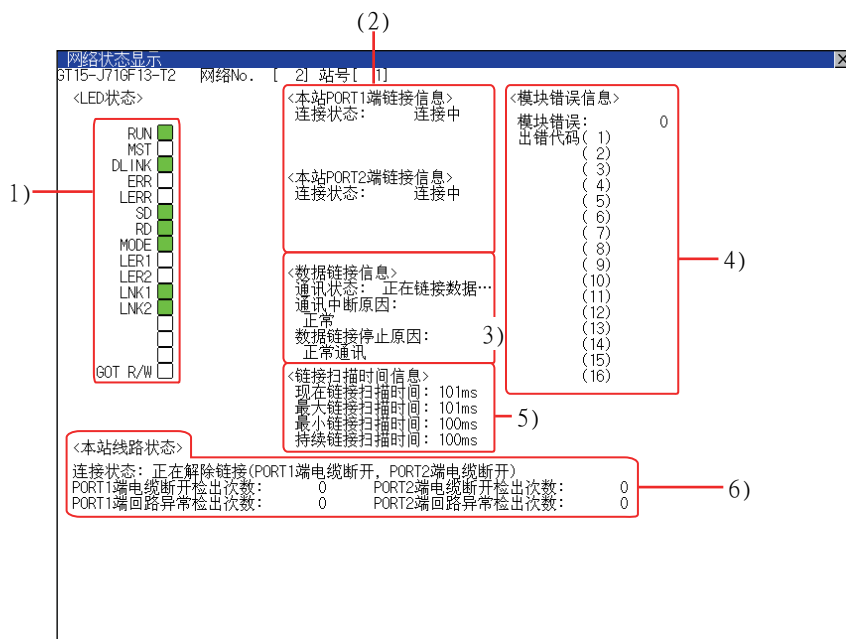 (2)
网络状态显示
GT15-J71GF13-T2 网络No. [ 2] 站号[ 1]
<LED状态>
RUN
MST
DLINK
ERR
LERR
SD
RD
MODE
LER1
LER2
LNK1
LNK2
GOT R/W
1)
<本站PORT1端链接信息>
连接状态: 连接中
<本站PORT2端链接信息>
连接状态: 连接中
<数据链接信息>
通讯状态: 正在链接数据…
通讯中断原因:
正常
数据链接停止原因:
正常通讯
3)
<链接扫描时间信息>
现在链接扫描时间: 101ms
最大链接扫描时间: 101ms
最小链接扫描时间: 100ms
持续链接扫描时间: 100ms
5)
<模块错误信息>
模块错误: 0
出错代码( 1)
( 2)
( 3)
( 4)
( 5)
( 6)
( 7)
( 8)
( 9)
(10)
(11)
(12)
(13)
(14)
(15)
(16)
4)
<本站线路状态>
连接状态: 正在解除链接(PORT1端电缆断开, PORT2端电缆断开)
PORT1端电缆断开检出次数: 0 PORT2端电缆断开检出次数: 0
PORT1端回路异常检出次数: 0 PORT2端回路异常检出次数: 0
6)